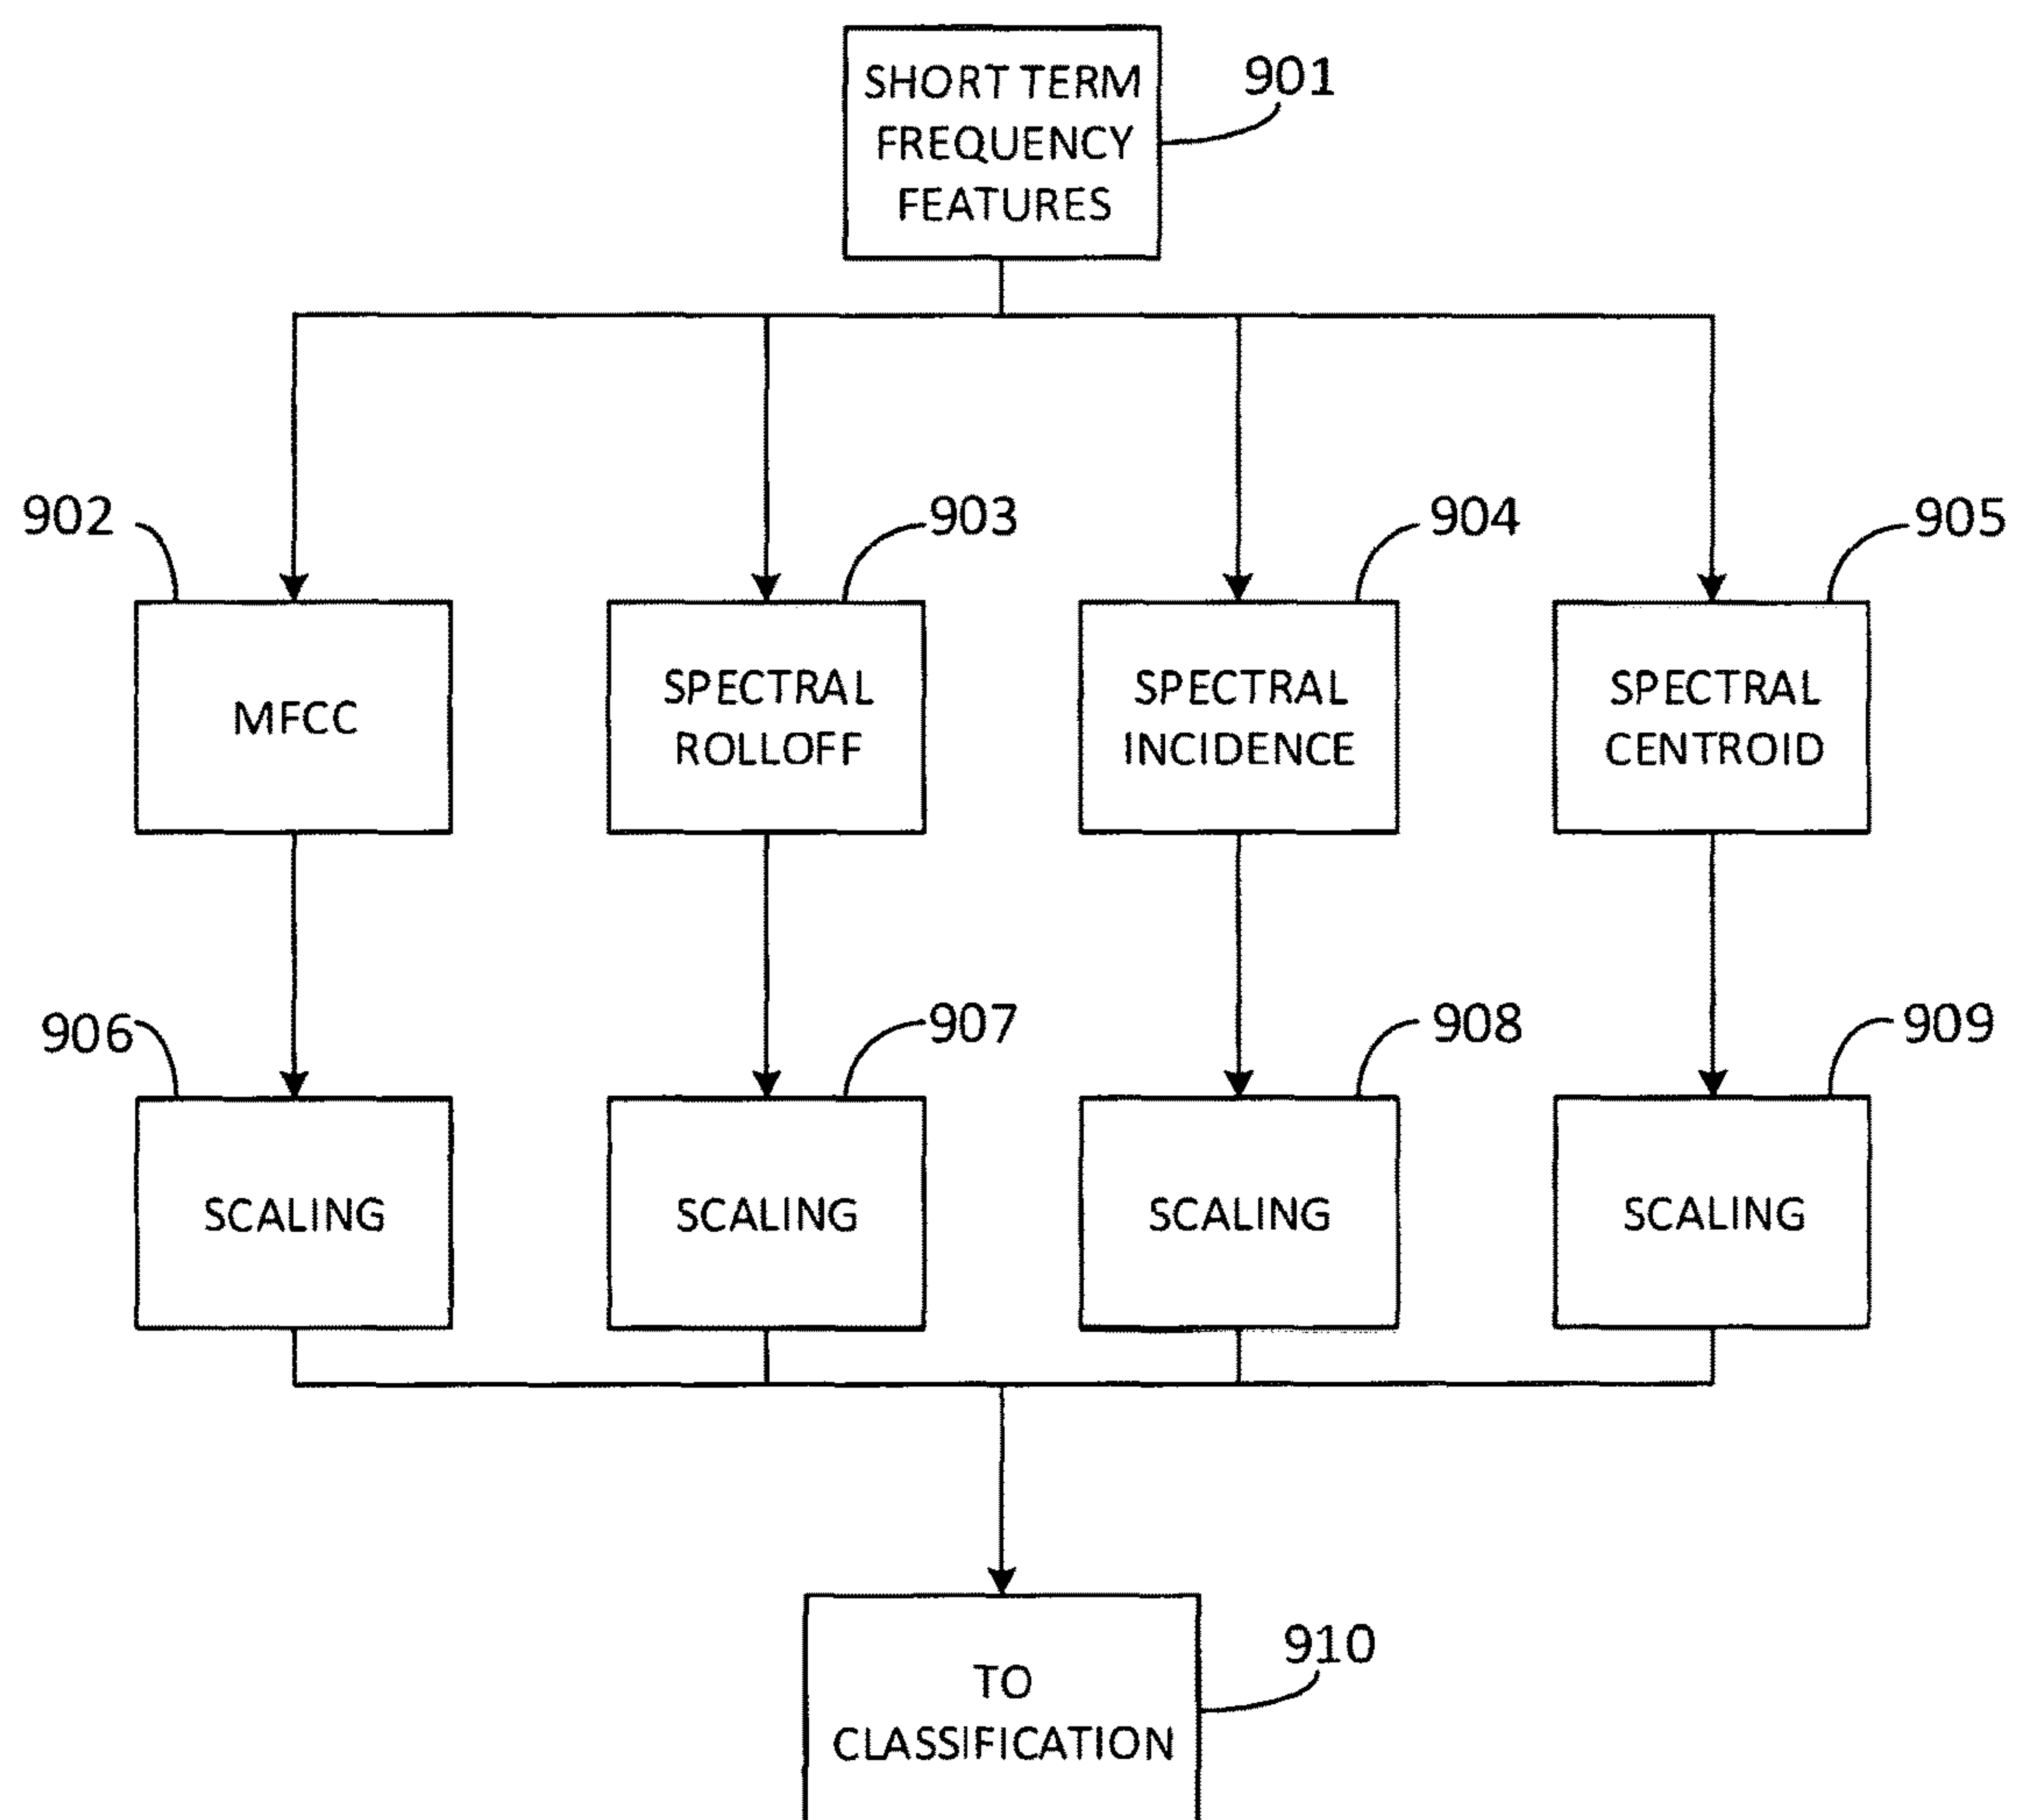 SHORT TERM
FREQUENCY
FEATURES
901
902
903
904
905
MFCC
SPECTRAL
ROLLOFF
SPECTRAL
INCIDENCE
SPECTRAL
CENTROID
906
907
908
909
SCALING
SCALING
SCALING
SCALING
910
TO
CLASSIFICATION